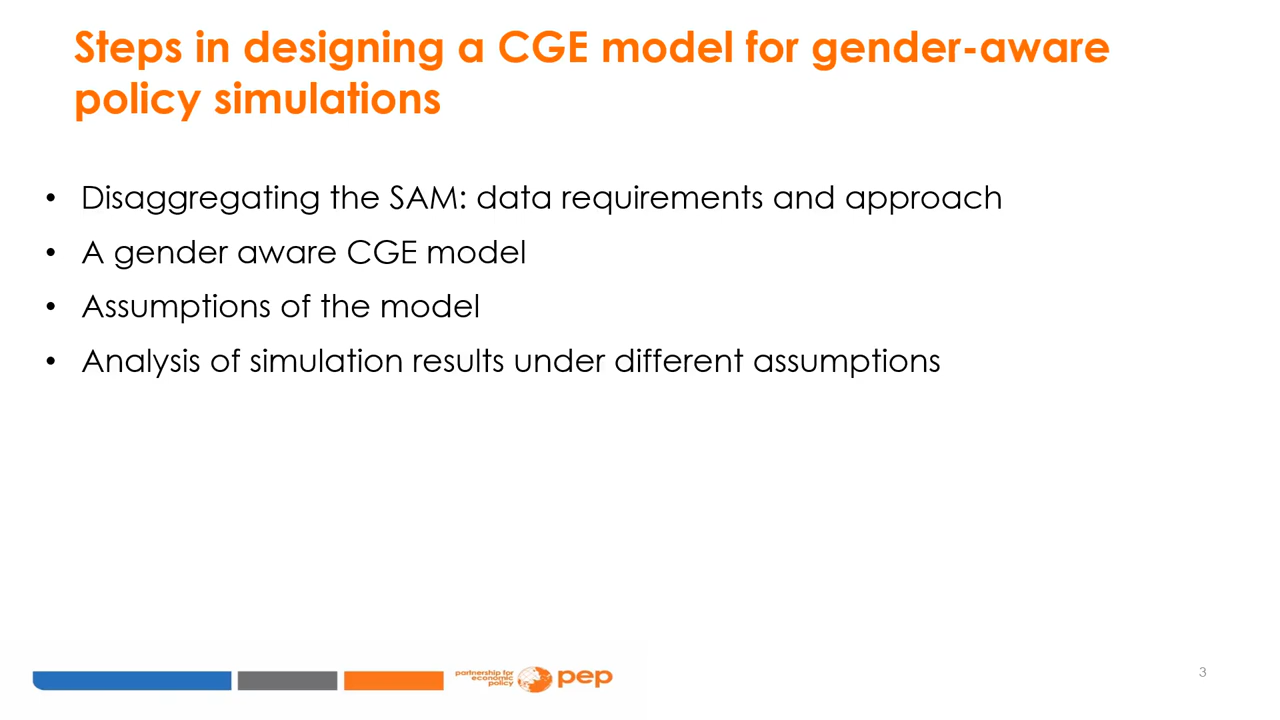 Steps in designing a CGE model for gender-aware
policy simulations
• Disaggregating the SAM: data requirements and approach
• A gender aware CGE model
• Assumptions of the model
• Analysis of simulation results under different assumptions
partnership for
economic
policy
pep
3